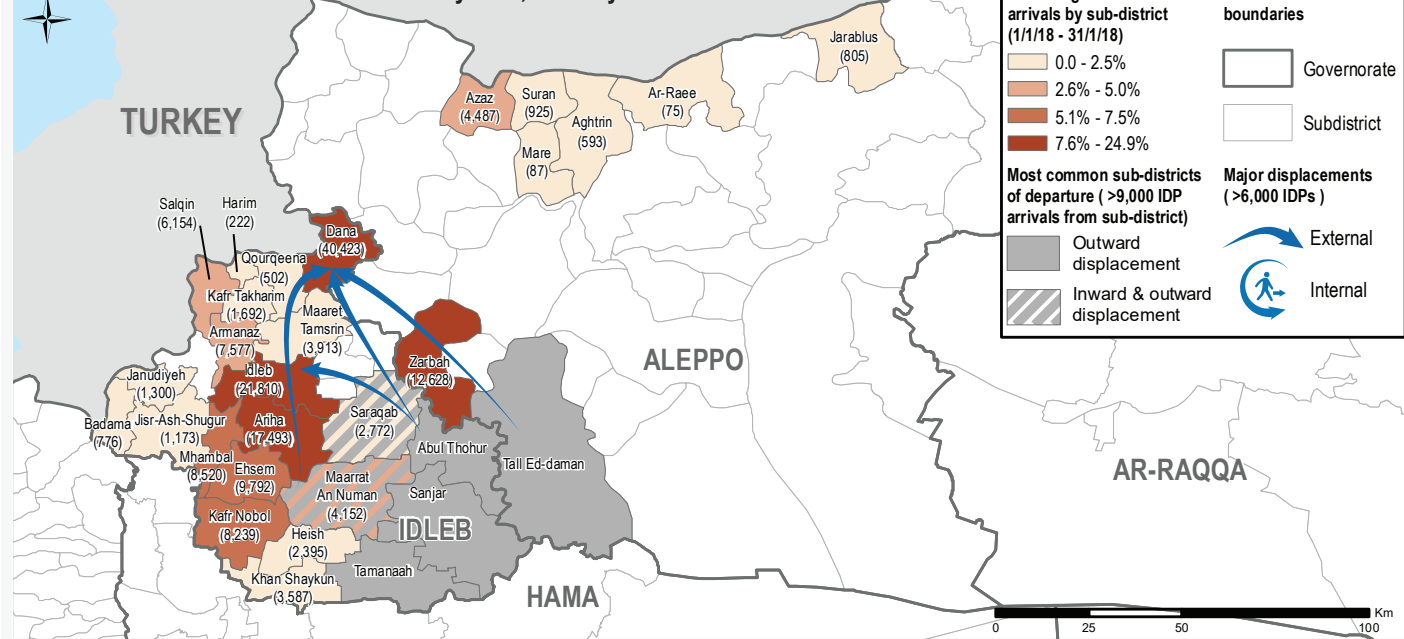 arrivals by sub-district
(1/1/18 - 31/1/18)
0.0 - 2.5%
2.6% - 5.0%
5.1% - 7.5%
7.6% - 24.9%
Most common sub-districts
of departure ( >9,000 IDP
arrivals from sub-district)
Outward
displacement
Inward & outward
displacement
boundaries
Governorate
Subdistrict
Major displacements
( >6,000 IDPs )
External
Internal
TURKEY
Jarablus
(805)
Azaz
(4,487)
Suran
(925)
Ar-Raee
(75)
Aghtrin
(593)
Mare
(87)
Salqin
(6,154)
Harim
(222)
Dana
(40,423)
Qourqeena
(502)
Kafr Takharim
(1,692)
Maaret
Tamsrin
(3,913)
Armanaz
(7,577)
Idleb
(21,810)
Zarbah
(12,628)
ALEPPO
Janudiyeh
(1,300)
Badama
(776)
Jisr-Ash-Shugur
(1,173)
Ariha
(17,493)
Saraqab
(2,772)
Abul Thohur
Tall Ed-daman
AR-RAQQA
Mhambal
(8,520)
Ehsem
(9,792)
Maarrat
An Numan
(4,152)
Sanjar
Kafr Nobol
(8,239)
IDLEB
Heish
(2,395)
Khan Shaykun
(3,587)
Tamanaah
HAMA
Km
0 25 50 100